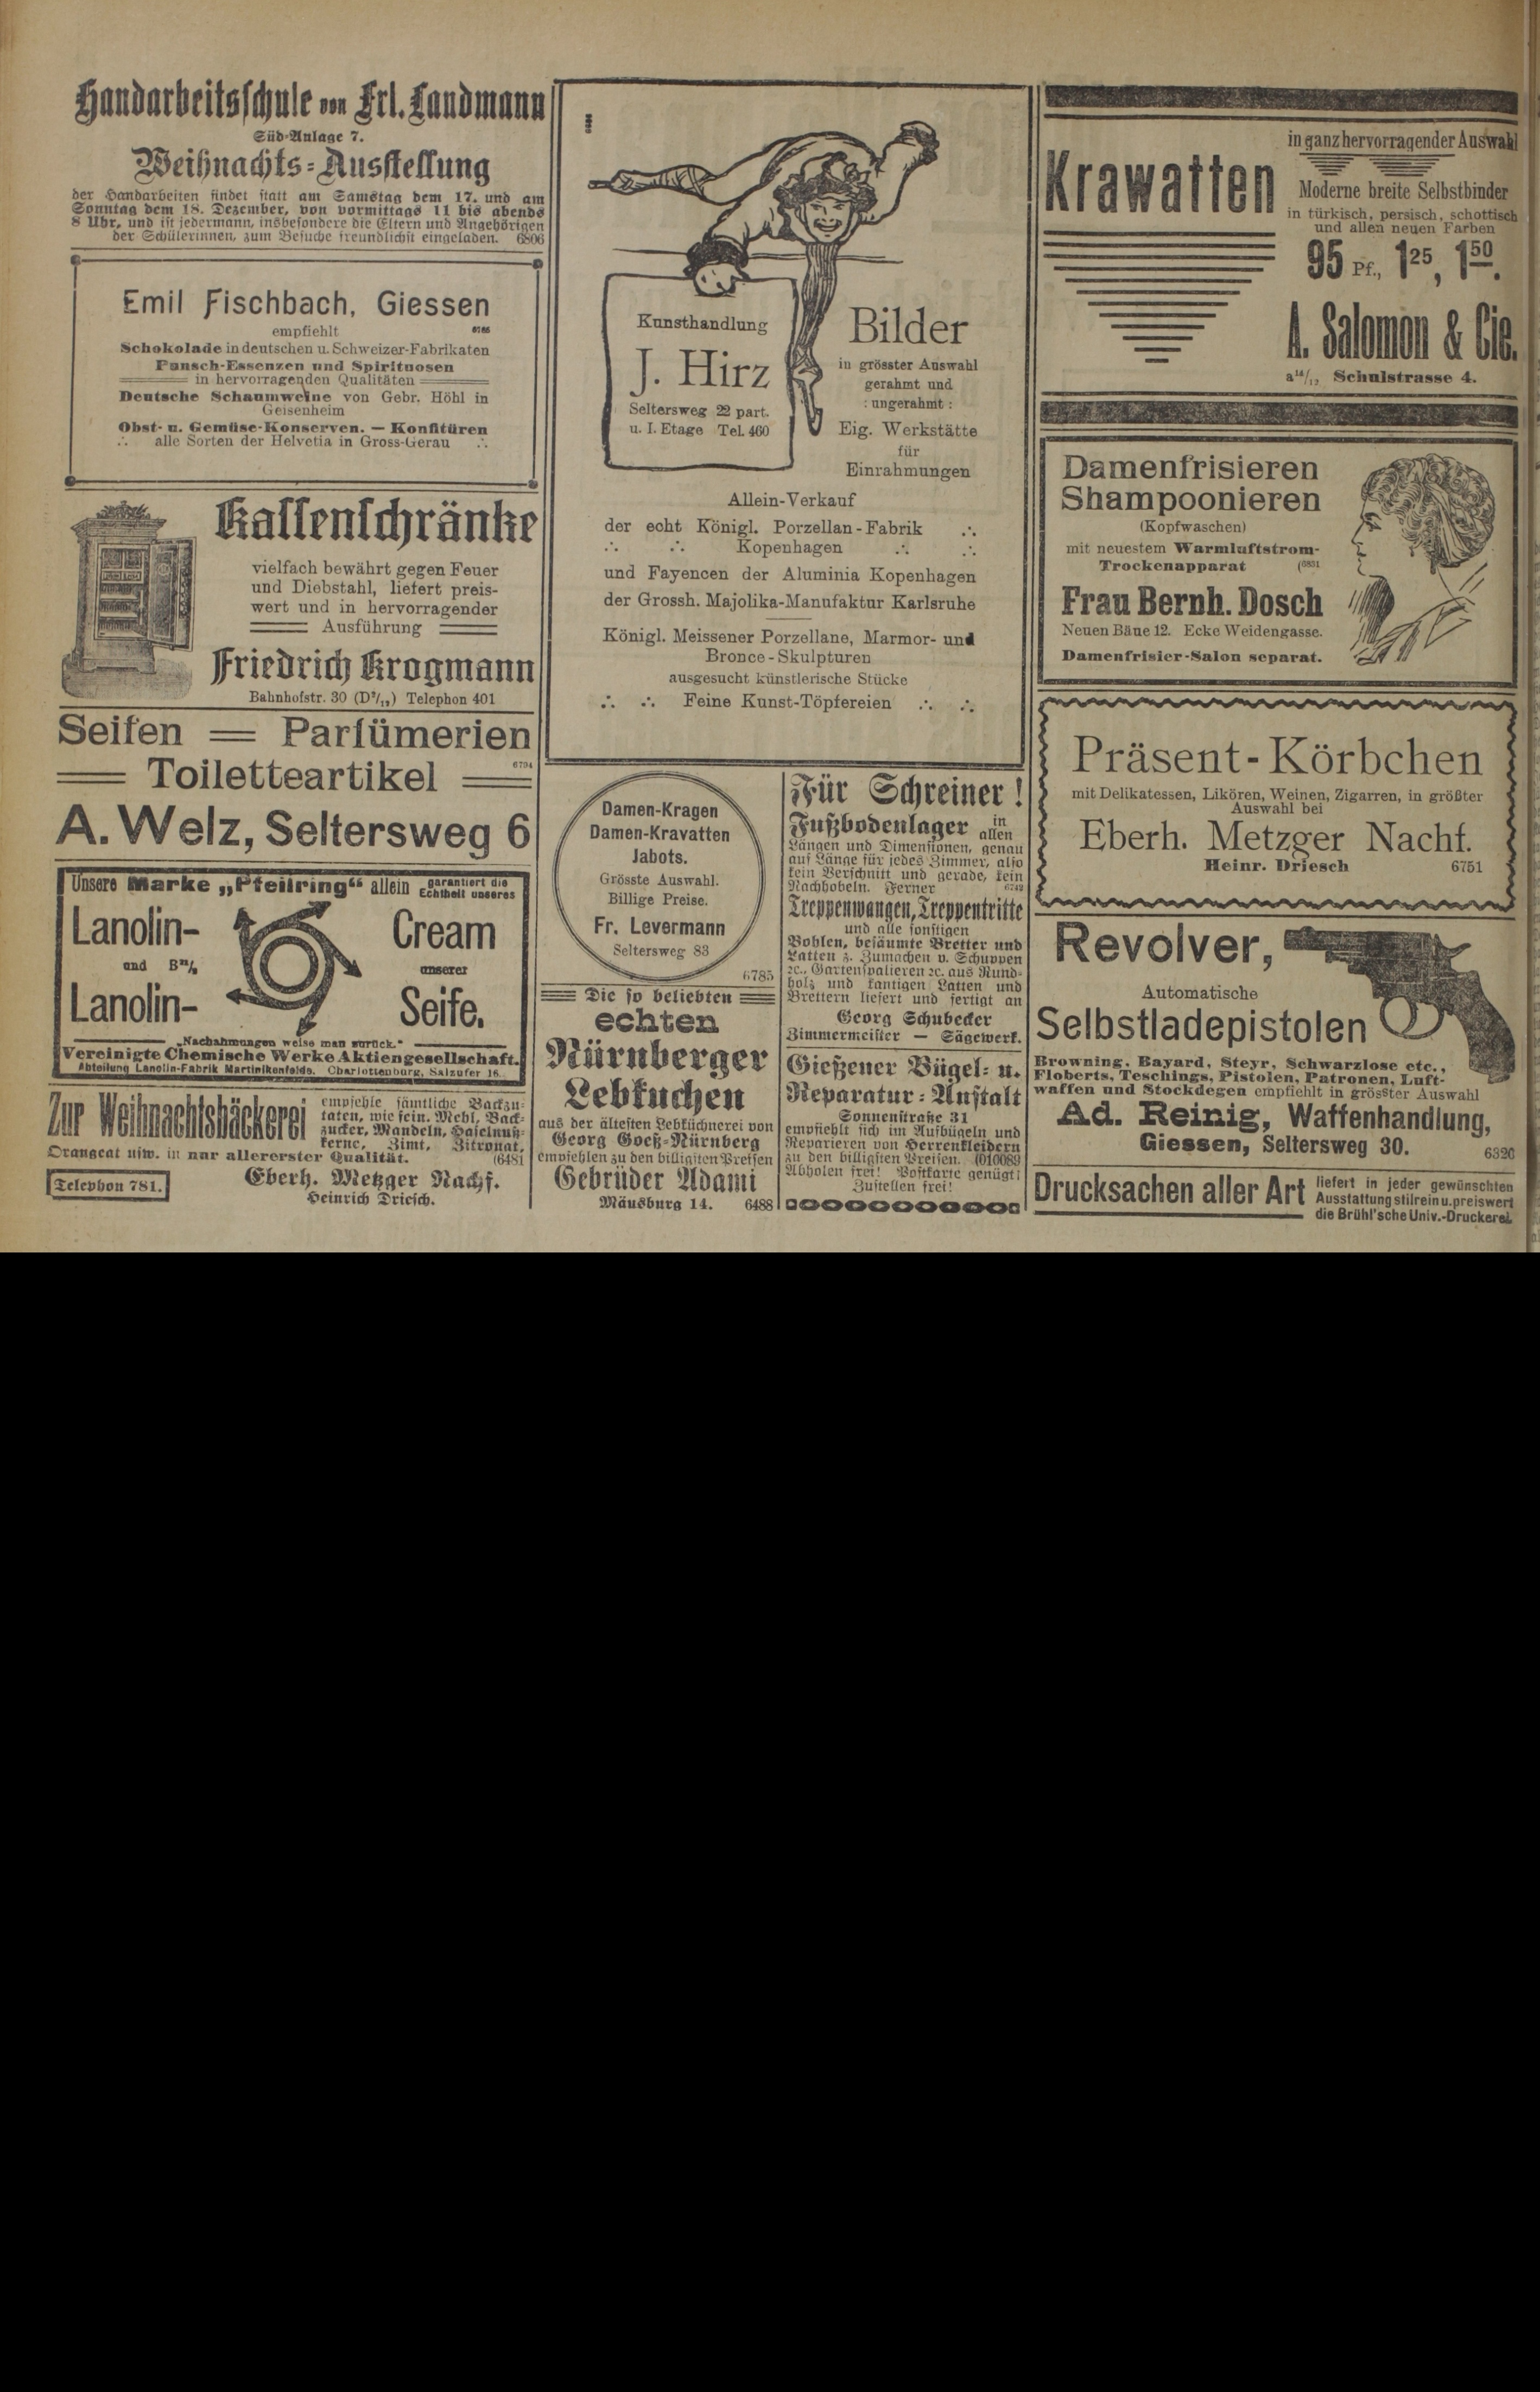 Handarbeitsschule von Frl. Landmann
Süd-Anlage 7.
Weihnachts-Ausstellung
der Handarbeiten findet statt am Samstag dem 17. und am
Sonntag dem 18. Dezember, von vormittags 11 bis abends
8 Uhr, und ist jedermann, insbesondere die Eltern und Angehörigen
der Schülerinnen, zum Besuche freundlichst eingeladen. 6806
Emil Fischbach, Giessen
empfiehlt
Schokolade in deutschen u. Schweizer-Fabrikaten
Punsch-Essenzen und Spirituosen
in hervorragenden Qualitäten
Deutsche Schaumweine von Gebr. Höhl in
Geisenheim
Obst- u. Gemüse-Konserven. — Konfitüren
∴ alle Sorten der Helvetia in Gross-Gerau ∴
Kassenschränke
vielfach bewährt gegen Feuer
und Diebstahl, liefert preis-
wert und in hervorragender
Ausführung
Friedrich Krogmann
Bahnhofstr. 30 (D⁹/₁₂) Telephon 401
Seifen = Parfümerien
Toiletteartikel 6794
A. Welz, Seltersweg 6
Unsere Marke „Pfeilring“ allein garantiert die
Echtheit unseres
Lanolin- Cream
und unserer
Lanolin- Seife.
„Nachahmungen weise man zurück.“
Vereinigte Chemische Werke Aktiengesellschaft.
Abteilung Lanolin-Fabrik Martinikenfelde. Charlottenburg, Salzufer 16.
Zur Weihnachtsbäckerei
empfehle sämtliche Backzu-
taten, wie fein. Mehl, Back-
zucker, Mandeln, Haselnuß-
kerne, Zimt, Zitronat,
Orangeat usw. in nur allererster Qualität. (6481
Telephon 781.
Eberh. Metzger Nachf.
Heinrich Driesch.
Kunsthandlung
J. Hirz
Seltersweg 22 part.
u. I. Etage Tel. 460
Bilder
in grösster Auswahl
gerahmt und
: ungerahmt :
Eig. Werkstätte
für
Einrahmungen
Allein-Verkauf
der echt Königl. Porzellan-Fabrik ∴
∴ ∴ Kopenhagen ∴ ∴
und Fayencen der Aluminia Kopenhagen
der Grossh. Majolika-Manufaktur Karlsruhe
Königl. Meissener Porzellane, Marmor- und
Bronce-Skulpturen
ausgesucht künstlerische Stücke
∴ ∴ Feine Kunst-Töpfereien ∴ ∴
Damen-Kragen
Damen-Kravatten
Jabots.
Grösste Auswahl.
Billige Preise.
Fr. Levermann
Seltersweg 83
6785
Die so beliebten
echten
Nürnberger
Lebkuchen
aus der ältesten Lebküchnerei von
Georg Goeß-Nürnberg
empfehlen zu den billigsten Preisen
Gebrüder Adami
Mäusburg 14. 6488
Für Schreiner!
Fußbodenlager in
allen
Längen und Dimensionen, genau
auf Länge für jedes Zimmer, also
kein Verschnitt und gerade, kein
Nachhobeln. Ferner 6742
Treppenwangen, Treppentritte
und alle sonstigen
Bohlen, besäumte Bretter und
Latten z. Zumachen v. Schuppen
ꝛc., Gartenspalieren ꝛc. aus Rund-
holz und kantigen Latten und
Brettern liefert und fertigt an
Georg Schubecker
Zimmermeister — Sägewerk.
Gießener Bügel- u.
Reparatur-Anstalt
Sonnenstraße 31
empfiehlt sich im Aufbügeln und
Reparieren von Herrenkleidern
zu den billigsten Preisen. (010089
Abholen frei! Postkarte genügt!
Zustellen frei!
Krawatten
in ganz hervorragender Auswahl
Moderne breite Selbstbinder
in türkisch, persisch, schottisch
und allen neuen Farben
95 Pf., 1²⁵, 1⁵⁰.
A. Salomon & Cie.
a¹⁴/₁₂ Schulstrasse 4.
Damenfrisieren
Shampoonieren
(Kopfwaschen)
mit neuestem Warmluftstrom-
Trockenapparat (6831
Frau Bernh. Dosch
Neuen Bäue 12. Ecke Weidengasse.
Damenfrisier-Salon separat.
Präsent-Körbchen
mit Delikatessen, Likören, Weinen, Zigarren, in größter
Auswahl bei
Eberh. Metzger Nachf.
Heinr. Driesch 6751
Revolver,
Automatische
Selbstladepistolen
Browning, Bayard, Steyr, Schwarzlose etc.,
Floberts, Teschings, Pistolen, Patronen, Luft-
waffen und Stockdegen empfiehlt in grösster Auswahl
Ad. Reinig, Waffenhandlung,
Giessen, Seltersweg 30. 6326
Drucksachen aller Art
liefert in jeder gewünschten
Ausstattung stilrein u. preiswert
die Brühl'sche Univ.-Druckerei.